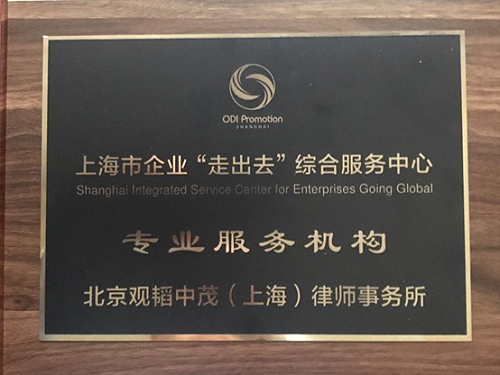 ODI Promotion
SHANGHAI
上海市企业“走出去”综合服务中心
Shanghai Integrated Service Center for Enterprises Going Global
专业服务机构
北京观韬中茂（上海）律师事务所